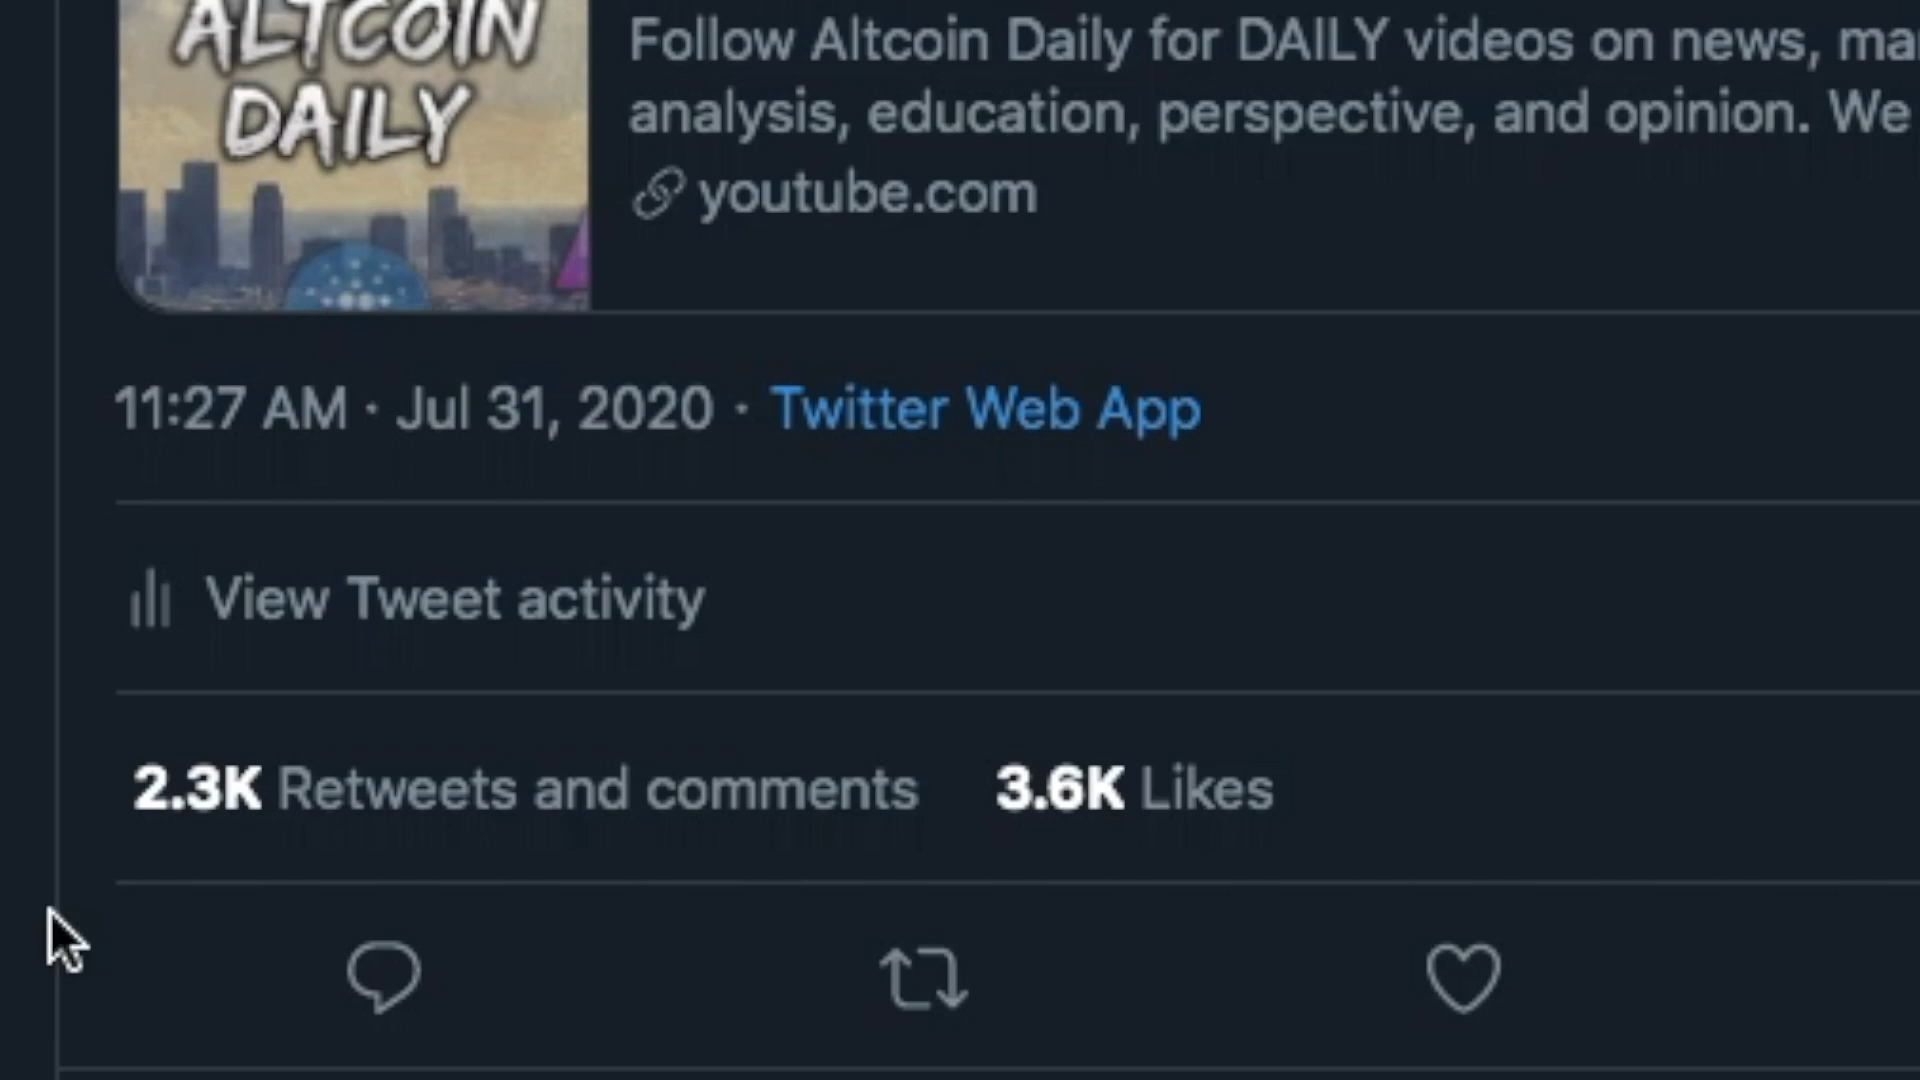 ALTCOIN
DAILY
Follow Altcoin Daily for DAILY videos on news,
analysis, education, perspective, and opinion. We
youtube.com
11:27 AM · Jul 31, 2020 · Twitter Web App
View Tweet activity
2.3K Retweets and comments 3.6K Likes